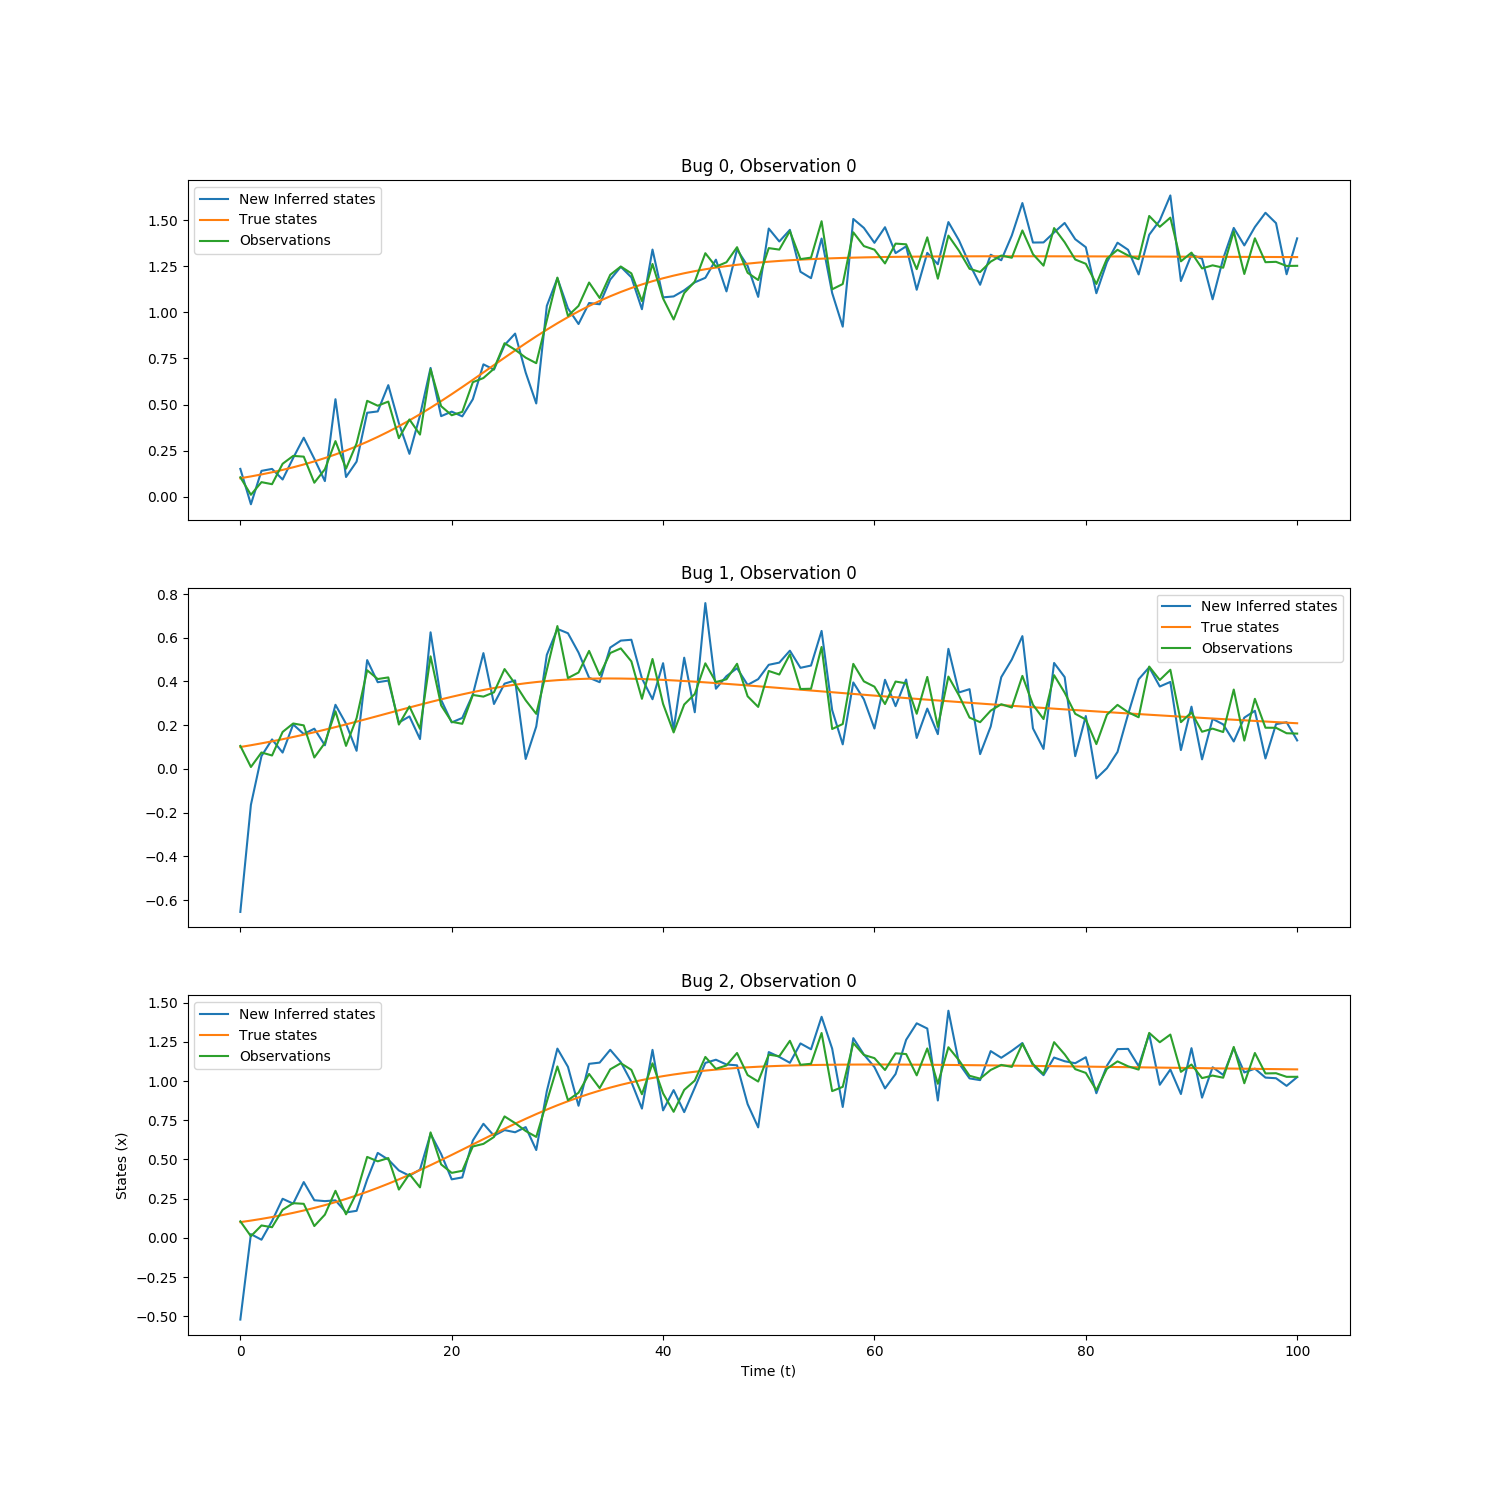 Bug 0, Observation 0
New Inferred states
True states
Observations
1.50
1.25
1.00
0.75
0.50
0.25
0.00
Bug 1, Observation 0
New Inferred states
True states
Observations
0.8
0.6
0.4
0.2
0.0
−0.2
−0.4
−0.6
Bug 2, Observation 0
New Inferred states
True states
Observations
1.50
1.25
1.00
0.75
0.50
0.25
0.00
−0.25
−0.50
States (x)
0 20 40 60 80 100
Time (t)